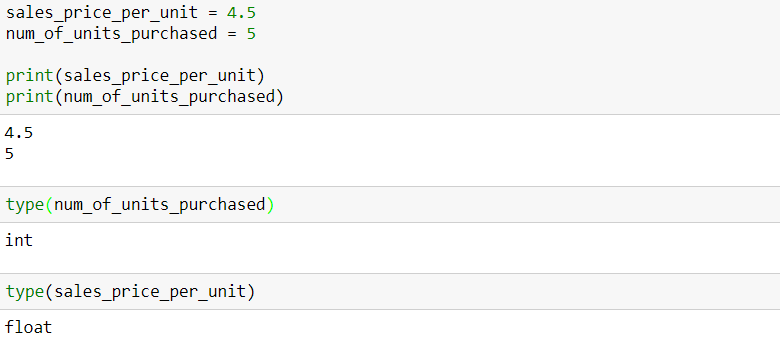 sales_price_per_unit = 4.5
num_of_units_purchased = 5
print(sales_price_per_unit)
print(num_of_units_purchased)
4.5
5
type(num_of_units_purchased)
int
type(sales_price_per_unit)
float